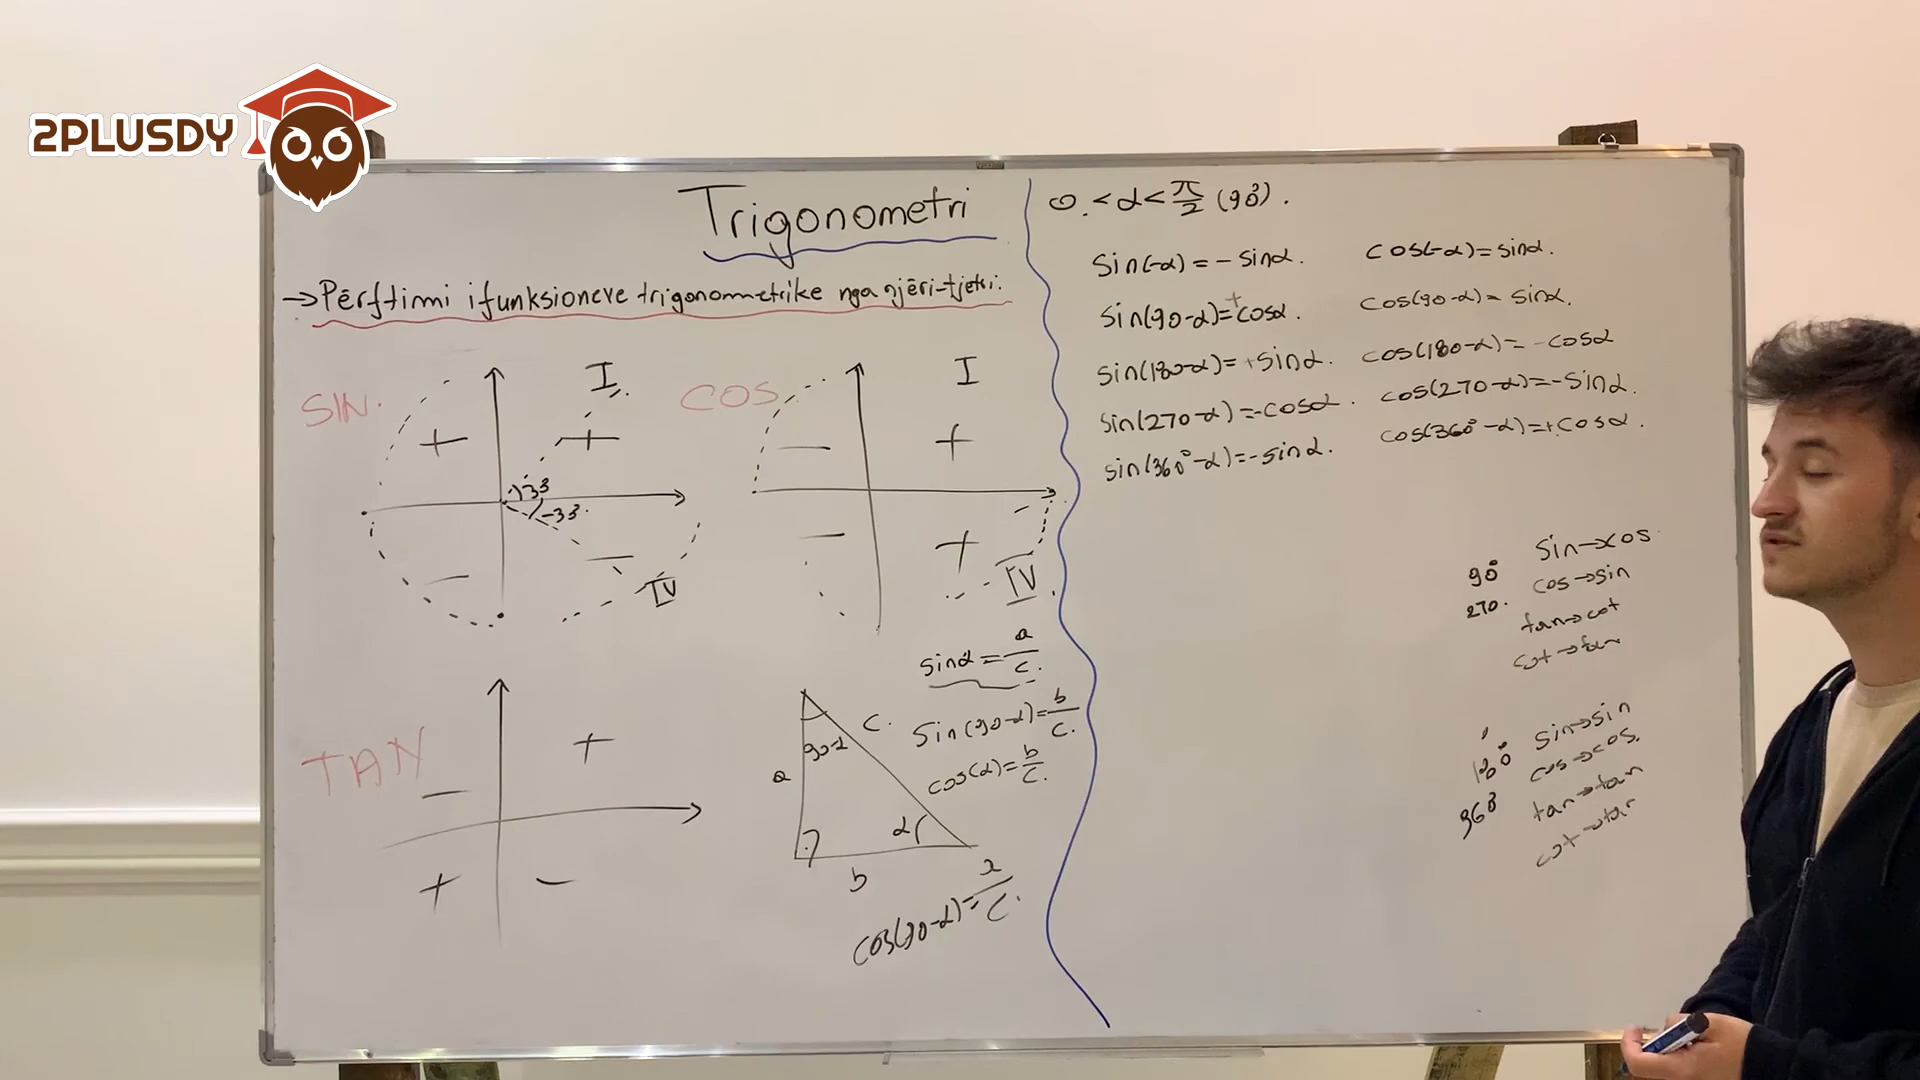 2PLUSDY
Trigonometri
→ Përftimi i funksioneve trigonometrike nga njëri-tjetri.
SIN.
I
+ +
30°
-30°
— —
IV
COS
I
— +
— +
IV
TAN
— +
+ —
sinα = a/c.
sin(90-α) = b/c.
cos(α) = b/c.
c.
90-α
a
α
b
cos(90-α) = a/c.
0 < α < π/2 (90°).
sin(-α) = - sinα. cos(-α) = sinα.
sin(90-α) = +cosα. cos(90-α) = sinα.
sin(180-α) = +sinα. cos(180-α) = -cosα
sin(270-α) = -cosα. cos(270-α) = -sinα.
sin(360°-α) = -sinα. cos(360°-α) = +cosα.
90° sin→cos
270. cos→sin
tan→cot
cot→tan
180° sin→sin
cos→cos.
360° tan→tan
cot→tan